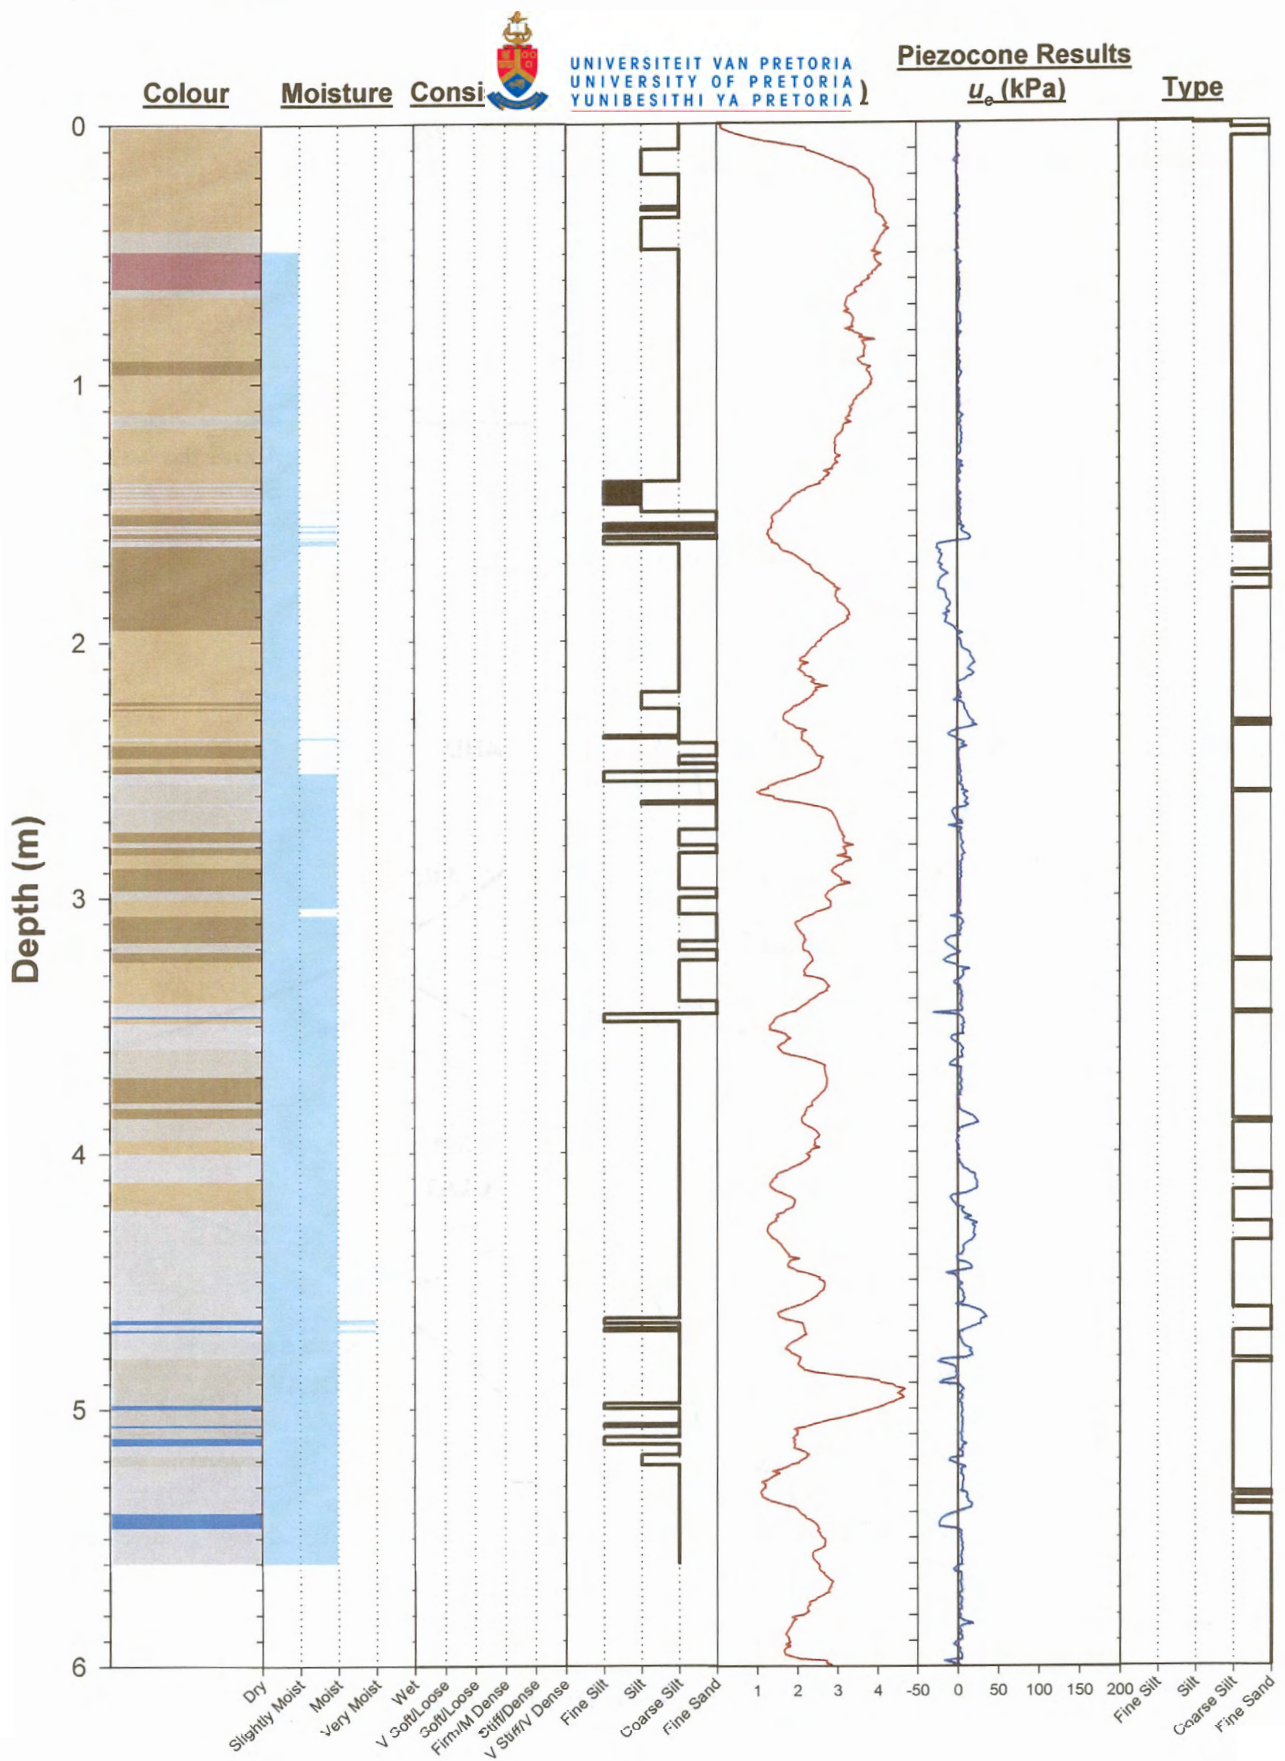 UNIVERSITEIT VAN PRETORIA
UNIVERSITY OF PRETORIA
YUNIBESITHI YA PRETORIA
Piezocone Results
Colour
Moisture
Consi
)
ue (kPa)
Type
Depth (m)
0
1
2
3
4
5
6
Dry
Slightly Moist
Moist
Very Moist
Wet
V Soft/Loose
Soft/Loose
Firm/M Dense
Stiff/Dense
V Stiff/V Dense
Fine Silt
Silt
Coarse Silt
Fine Sand
1 2 3 4
-50 0 50 100 150 200
Fine Silt
Silt
Coarse Silt
Fine Sand